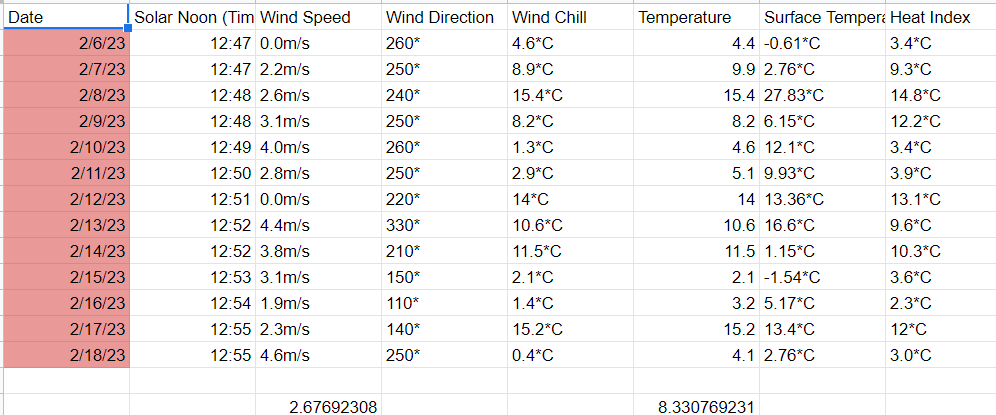 Date Solar Noon (Tim Wind Speed Wind Direction Wind Chill Temperature Surface Tempera Heat Index
2/6/23 12:47 0.0m/s 260* 4.6*C 4.4 -0.61*C 3.4*C
2/7/23 12:47 2.2m/s 250* 8.9*C 9.9 2.76*C 9.3*C
2/8/23 12:48 2.6m/s 240* 15.4*C 15.4 27.83*C 14.8*C
2/9/23 12:48 3.1m/s 250* 8.2*C 8.2 6.15*C 12.2*C
2/10/23 12:49 4.0m/s 260* 1.3*C 4.6 12.1*C 3.4*C
2/11/23 12:50 2.8m/s 250* 2.9*C 5.1 9.93*C 3.9*C
2/12/23 12:51 0.0m/s 220* 14*C 14 13.36*C 13.1*C
2/13/23 12:52 4.4m/s 330* 10.6*C 10.6 16.6*C 9.6*C
2/14/23 12:52 3.8m/s 210* 11.5*C 11.5 1.15*C 10.3*C
2/15/23 12:53 3.1m/s 150* 2.1*C 2.1 -1.54*C 3.6*C
2/16/23 12:54 1.9m/s 110* 1.4*C 3.2 5.17*C 2.3*C
2/17/23 12:55 2.3m/s 140* 15.2*C 15.2 13.4*C 12*C
2/18/23 12:55 4.6m/s 250* 0.4*C 4.1 2.76*C 3.0*C
2.67692308 8.330769231